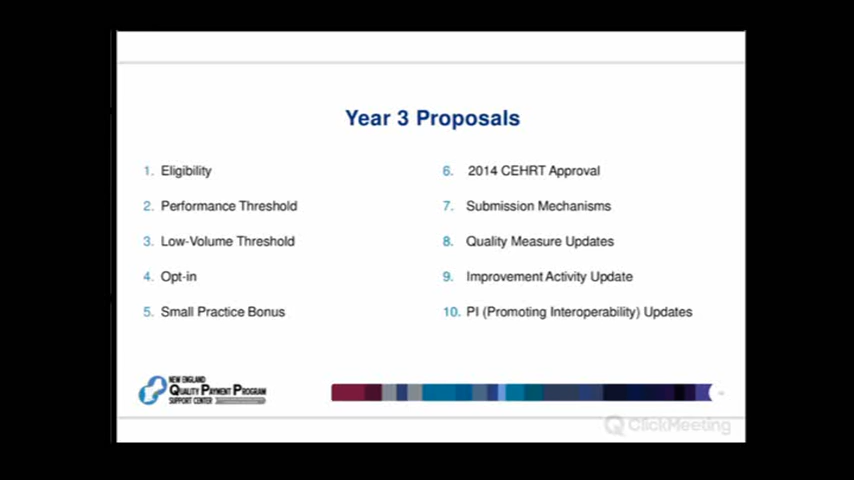 Year 3 Proposals
1. Eligibility
2. Performance Threshold
3. Low-Volume Threshold
4. Opt-in
5. Small Practice Bonus
6. 2014 CEHRT Approval
7. Submission Mechanisms
8. Quality Measure Updates
9. Improvement Activity Update
10. PI (Promoting Interoperability) Updates
NEW ENGLAND
QUALITY PAYMENT PROGRAM
SUPPORT CENTER
ClickMeeting